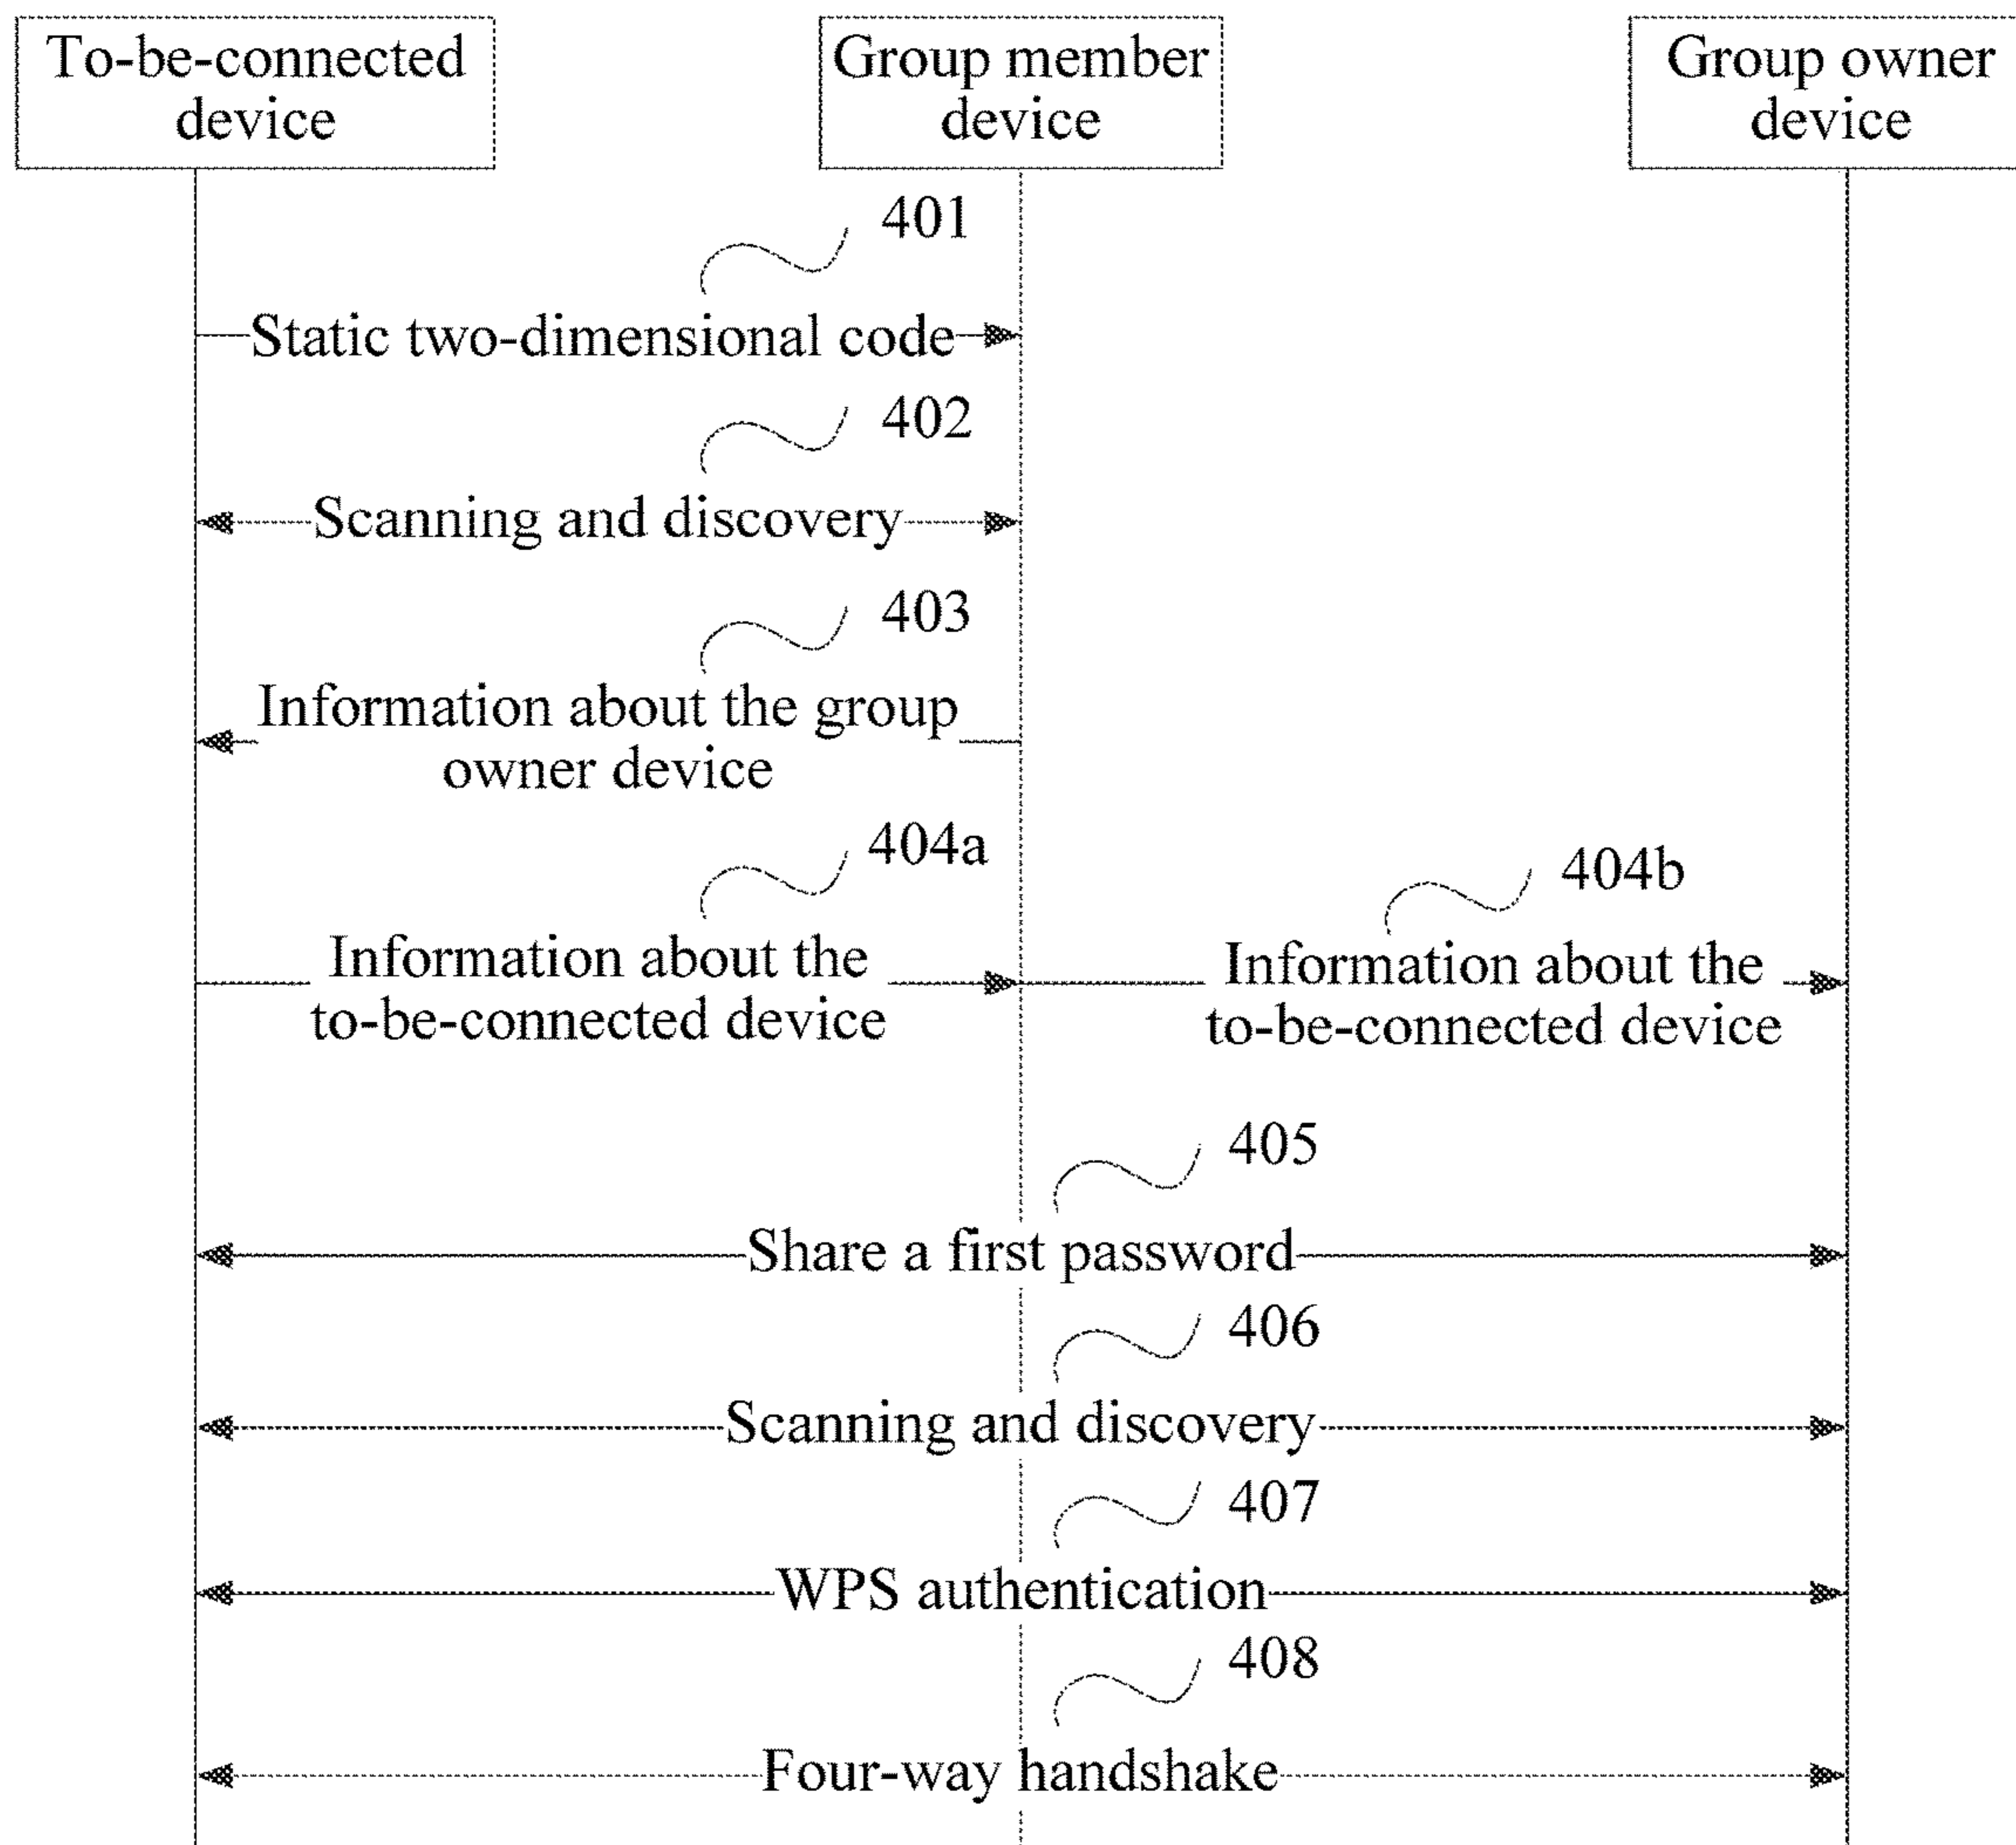 To-be-connected
device
Group member
device
Group owner
device
401
Static two-dimensional code
402
Scanning and discovery
403
Information about the group
owner device
404a
Information about the
to-be-connected device
404b
Information about the
to-be-connected device
405
Share a first password
406
Scanning and discovery
407
WPS authentication
408
Four-way handshake